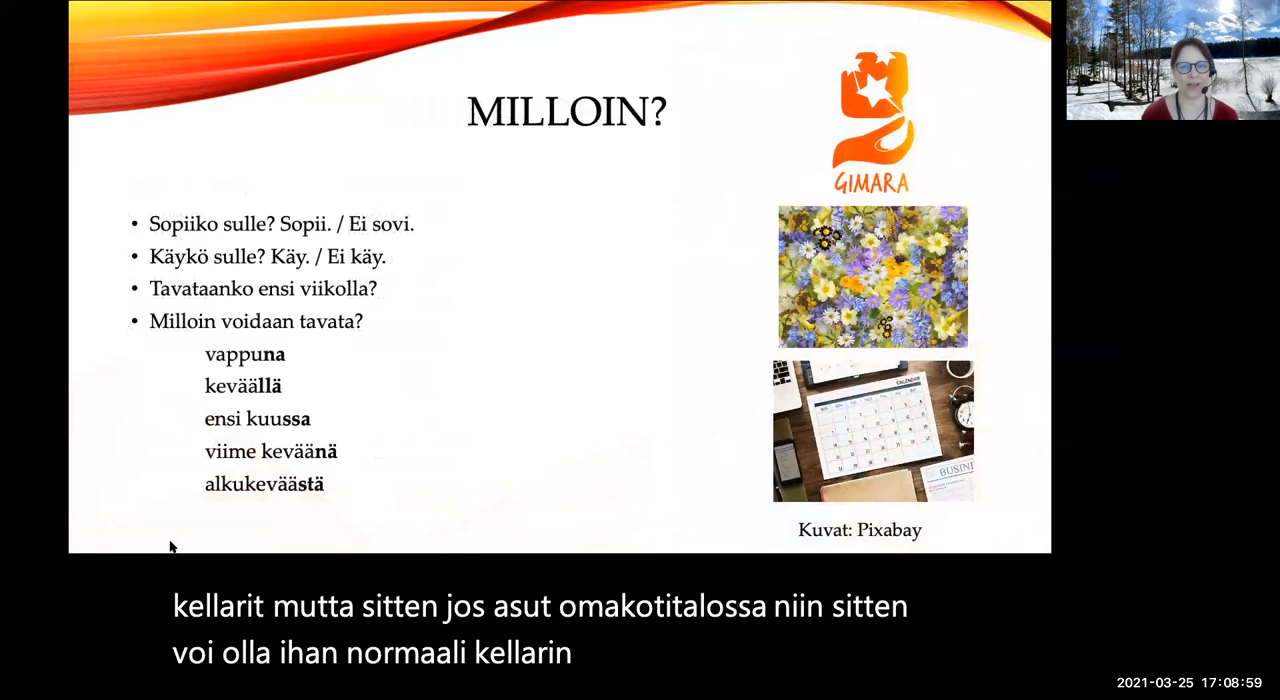 MILLOIN?
GIMARA
• Sopiiko sulle? Sopii. / Ei sovi.
• Käykö sulle? Käy. / Ei käy.
• Tavataanko ensi viikolla?
• Milloin voidaan tavata?
vappuna
keväällä
ensi kuussa
viime keväänä
alkukeväästä
CALENDAR
BUSINE
Kuvat: Pixabay
kellarit mutta sitten jos asut omakotitalossa niin sitten
voi olla ihan normaali kellarin
2021-03-25 17:08:59